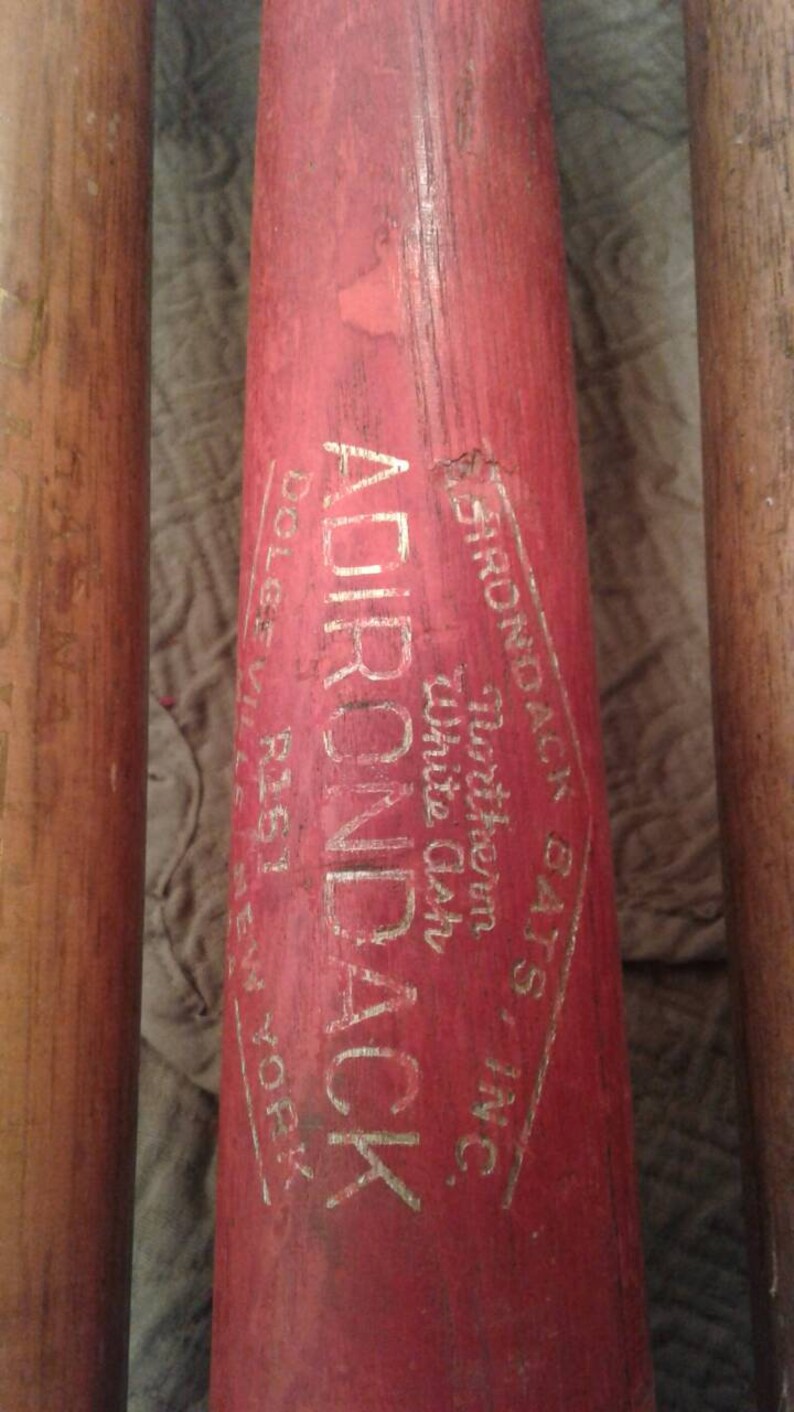 ADIRONDACK BATS, INC.
Northern
White Ash
ADIRONDACK
R161
DOLGEVILLE, NEW YORK